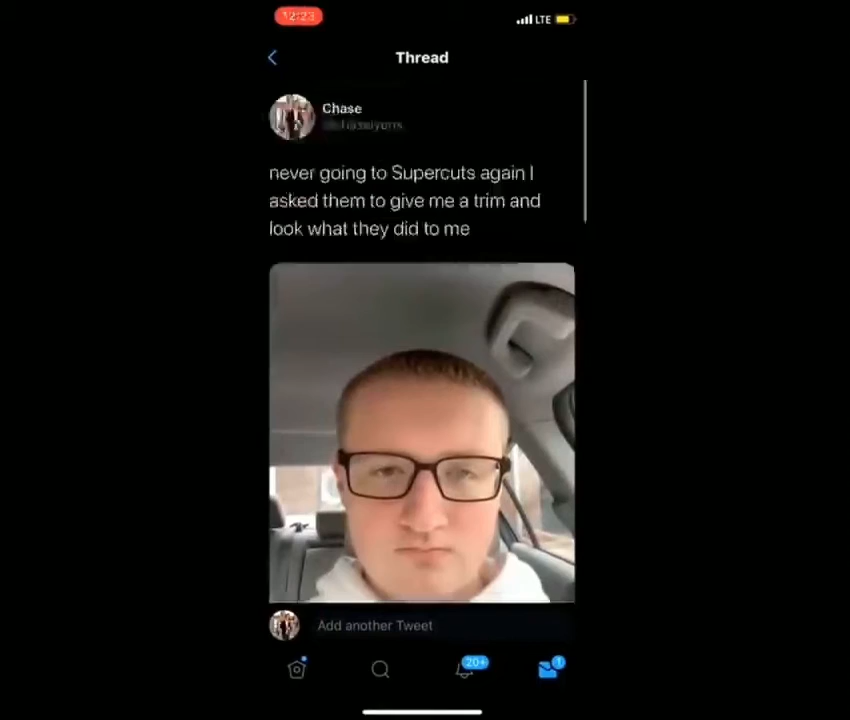 12:23
LTE
Thread
Chase
never going to Supercuts again I
asked them to give me a trim and
look what they did to me
Add another Tweet
20+
1